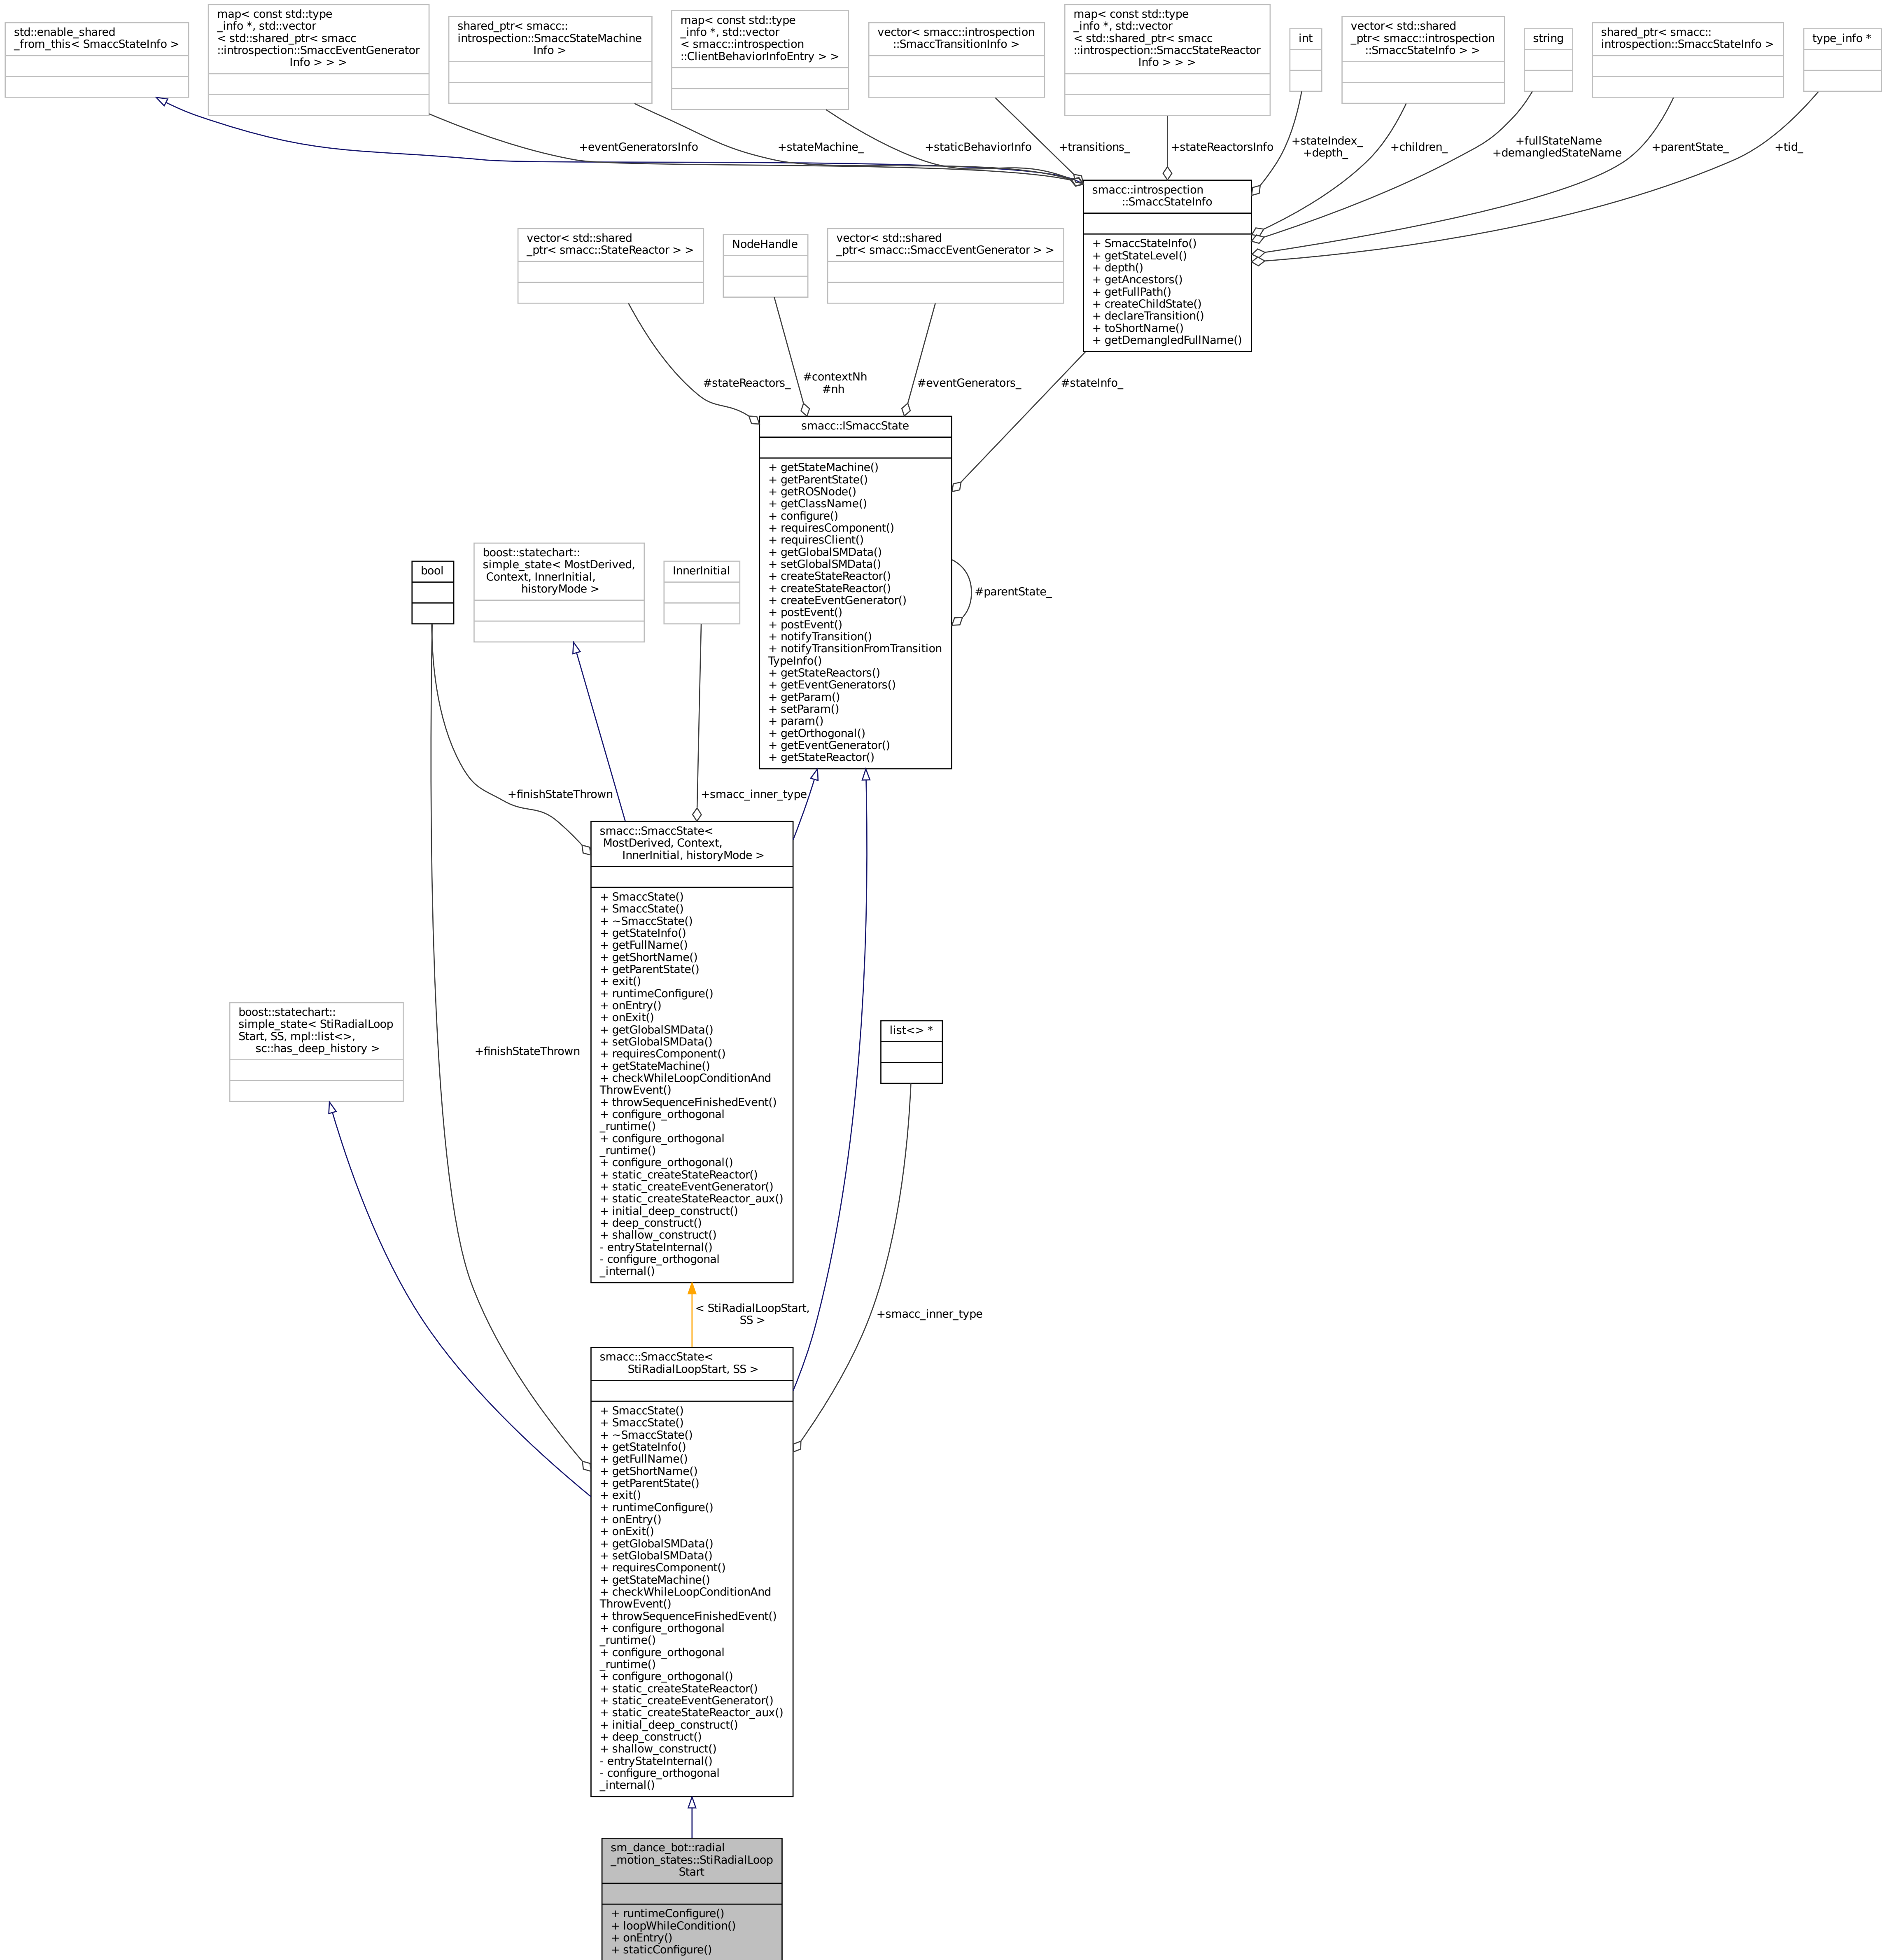 std::enable_shared
_from_this< SmaccStateInfo >
map< const std::type
_info *, std::vector
< std::shared_ptr< smacc
::introspection::SmaccEventGenerator
Info > > >
shared_ptr< smacc::
introspection::SmaccStateMachine
Info >
map< const std::type
_info *, std::vector
< smacc::introspection
::ClientBehaviorInfoEntry > >
vector< smacc::introspection
::SmaccTransitionInfo >
map< const std::type
_info *, std::vector
< std::shared_ptr< smacc
::introspection::SmaccStateReactor
Info > > >
int
vector< std::shared
_ptr< smacc::introspection
::SmaccStateInfo > >
string
shared_ptr< smacc::
introspection::SmaccStateInfo >
type_info *
+eventGeneratorsInfo
+stateMachine_
+staticBehaviorInfo
+transitions_
+stateReactorsInfo
+stateIndex_
+depth_
+children_
+fullStateName
+demangledStateName
+parentState_
+tid_
smacc::introspection
::SmaccStateInfo
+ SmaccStateInfo()
+ getStateLevel()
+ depth()
+ getAncestors()
+ getFullPath()
+ createChildState()
+ declareTransition()
+ toShortName()
+ getDemangledFullName()
vector< std::shared
_ptr< smacc::StateReactor > >
NodeHandle
vector< std::shared
_ptr< smacc::SmaccEventGenerator > >
#stateReactors_
#contextNh
#nh
#eventGenerators_
#stateInfo_
smacc::ISmaccState
+ getStateMachine()
+ getParentState()
+ getROSNode()
+ getClassName()
+ configure()
+ requiresComponent()
+ requiresClient()
+ getGlobalSMData()
+ setGlobalSMData()
+ createStateReactor()
+ createStateReactor()
+ createEventGenerator()
+ postEvent()
+ postEvent()
+ notifyTransition()
+ notifyTransitionFromTransition
TypeInfo()
+ getStateReactors()
+ getEventGenerators()
+ getParam()
+ setParam()
+ param()
+ getOrthogonal()
+ getEventGenerator()
+ getStateReactor()
#parentState_
bool
boost::statechart::
simple_state< MostDerived,
Context, InnerInitial,
historyMode >
InnerInitial
+finishStateThrown
+smacc_inner_type
smacc::SmaccState<
MostDerived, Context,
InnerInitial, historyMode >
+ SmaccState()
+ SmaccState()
+ ~SmaccState()
+ getStateInfo()
+ getFullName()
+ getShortName()
+ getParentState()
+ exit()
+ runtimeConfigure()
+ onEntry()
+ onExit()
+ getGlobalSMData()
+ setGlobalSMData()
+ requiresComponent()
+ getStateMachine()
+ checkWhileLoopConditionAnd
ThrowEvent()
+ throwSequenceFinishedEvent()
+ configure_orthogonal
_runtime()
+ configure_orthogonal
_runtime()
+ configure_orthogonal()
+ static_createStateReactor()
+ static_createEventGenerator()
+ static_createStateReactor_aux()
+ initial_deep_construct()
+ deep_construct()
+ shallow_construct()
- entryStateInternal()
- configure_orthogonal
_internal()
boost::statechart::
simple_state< StiRadialLoop
Start, SS, mpl::list<>,
sc::has_deep_history >
+finishStateThrown
list<> *
< StiRadialLoopStart,
SS >
+smacc_inner_type
smacc::SmaccState<
StiRadialLoopStart, SS >
+ SmaccState()
+ SmaccState()
+ ~SmaccState()
+ getStateInfo()
+ getFullName()
+ getShortName()
+ getParentState()
+ exit()
+ runtimeConfigure()
+ onEntry()
+ onExit()
+ getGlobalSMData()
+ setGlobalSMData()
+ requiresComponent()
+ getStateMachine()
+ checkWhileLoopConditionAnd
ThrowEvent()
+ throwSequenceFinishedEvent()
+ configure_orthogonal
_runtime()
+ configure_orthogonal
_runtime()
+ configure_orthogonal()
+ static_createStateReactor()
+ static_createEventGenerator()
+ static_createStateReactor_aux()
+ initial_deep_construct()
+ deep_construct()
+ shallow_construct()
- entryStateInternal()
- configure_orthogonal
_internal()
sm_dance_bot::radial
_motion_states::StiRadialLoop
Start
+ runtimeConfigure()
+ loopWhileCondition()
+ onEntry()
+ staticConfigure()